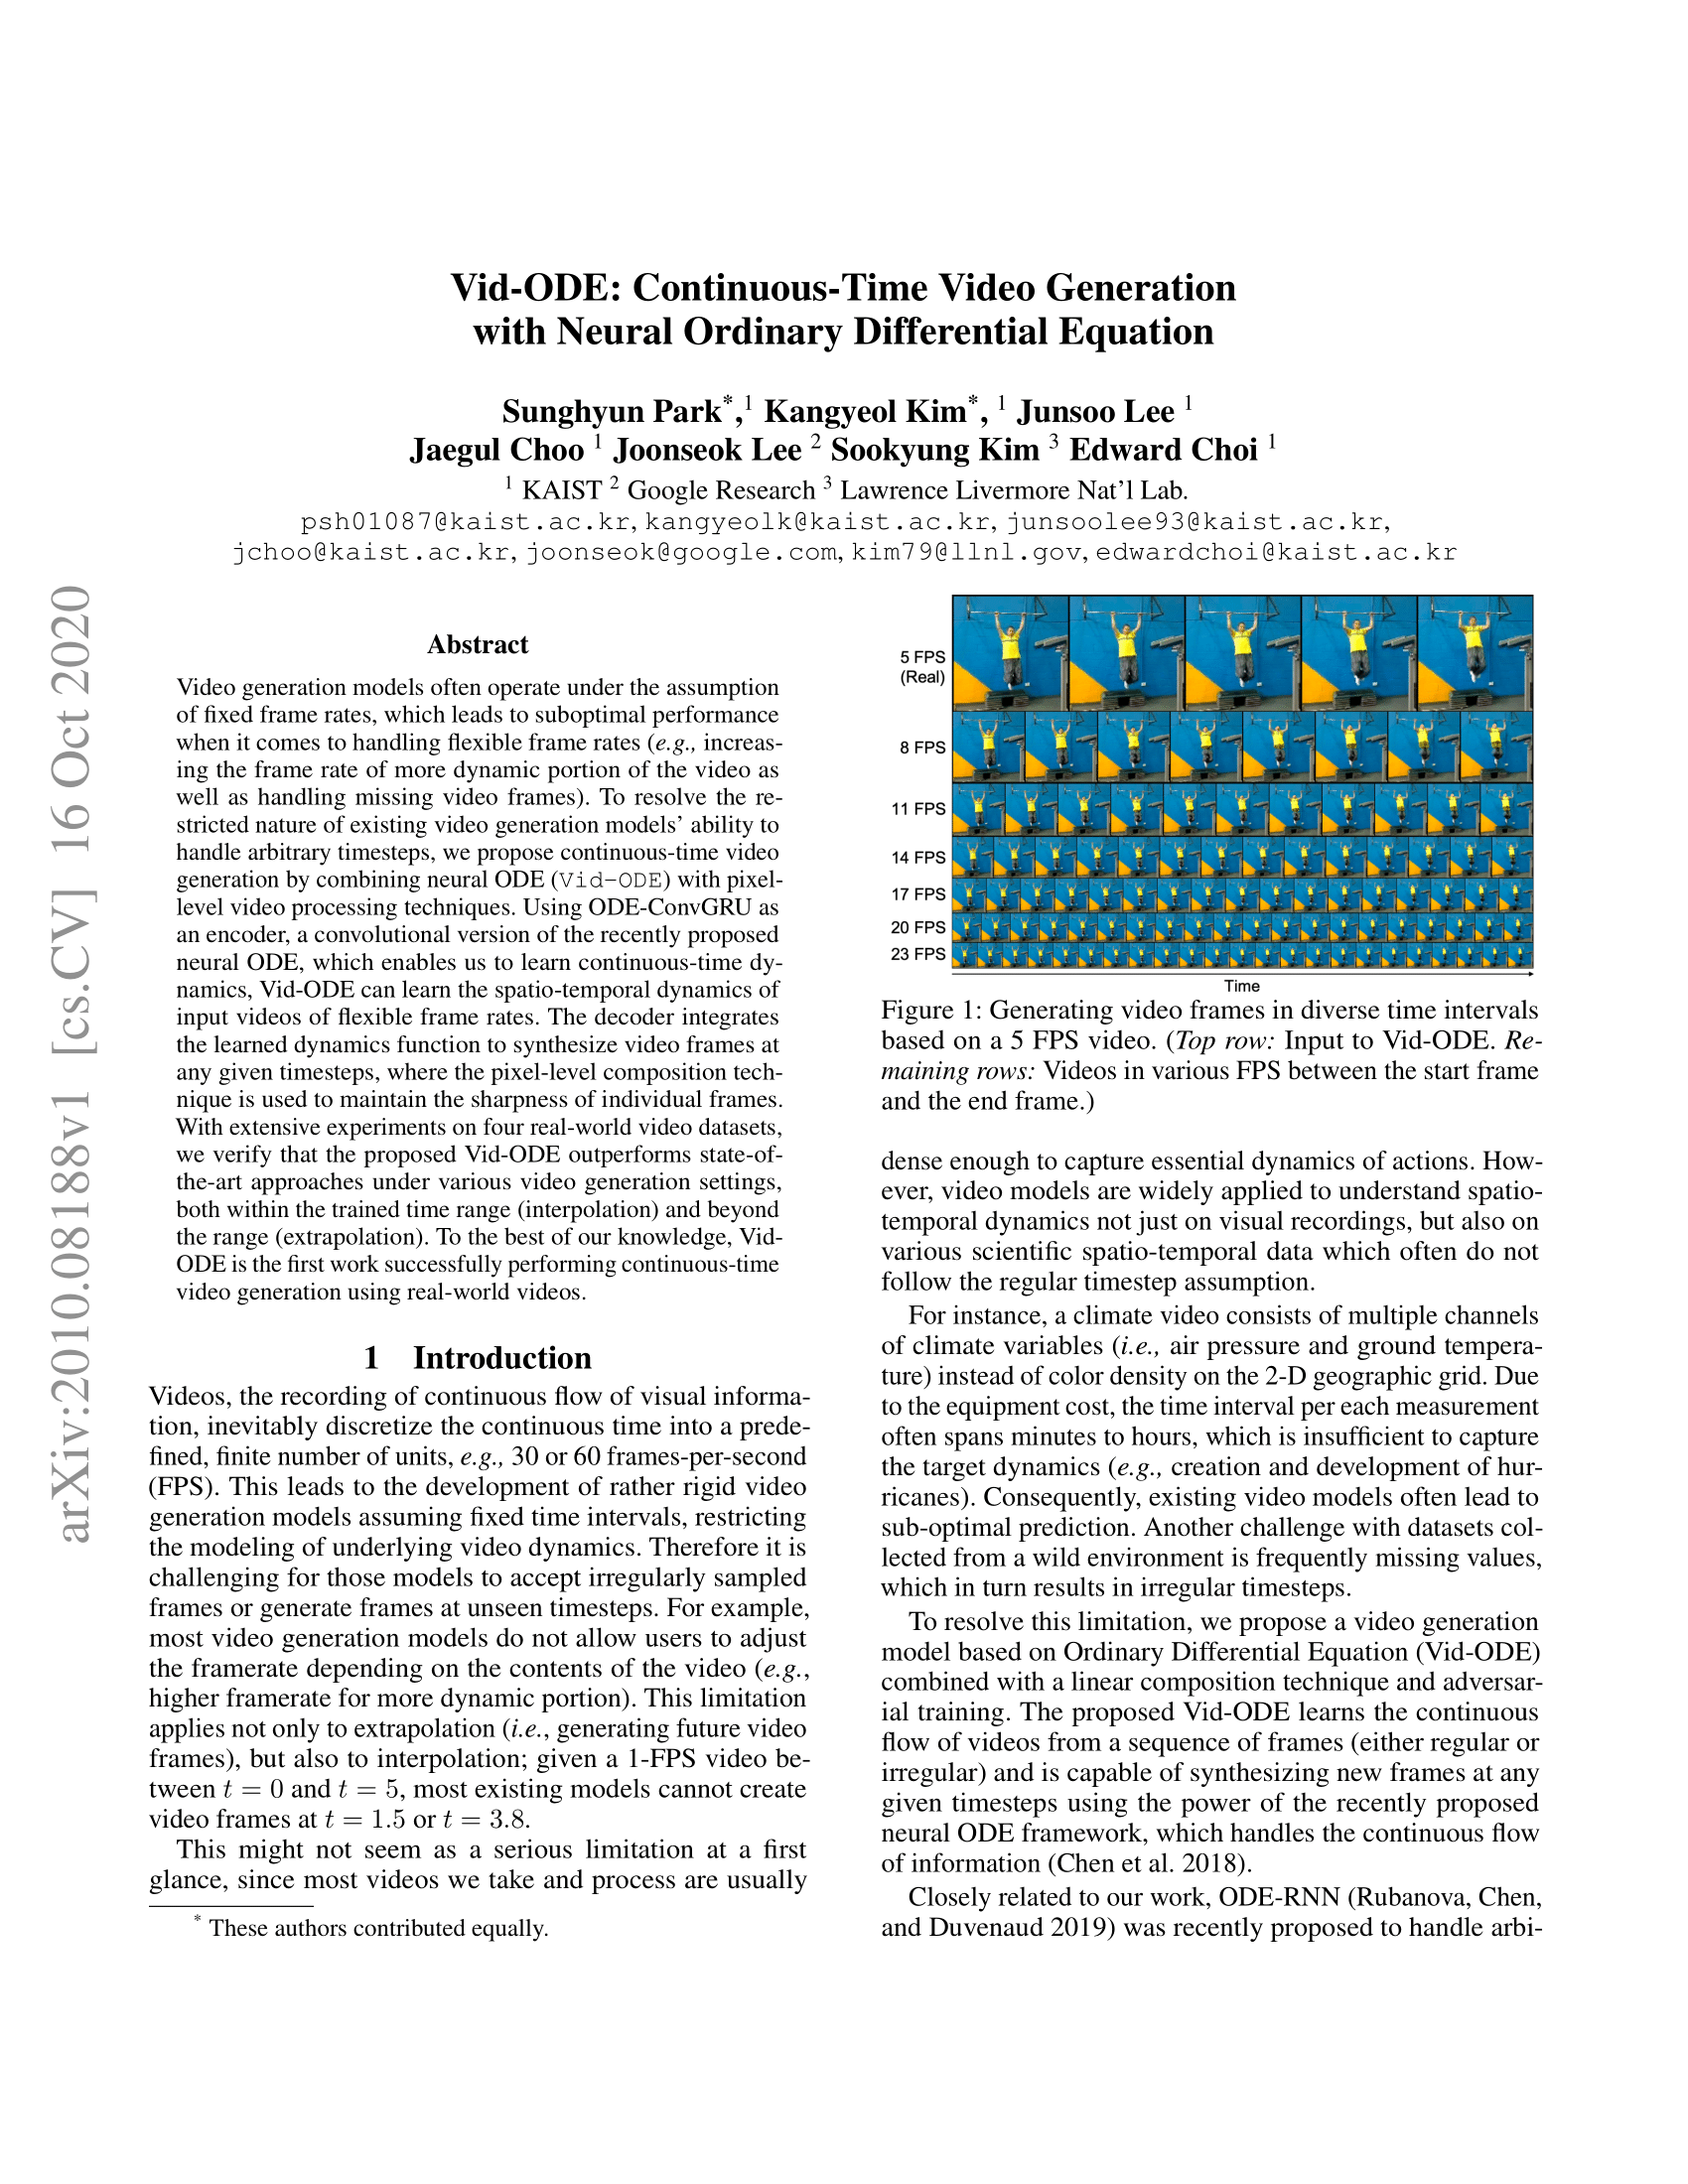 arXiv:2010.08188v1 [cs.CV] 16 Oct 2020
Vid-ODE: Continuous-Time Video Generation
with Neural Ordinary Differential Equation
Sunghyun Park*,1 Kangyeol Kim*, 1 Junsoo Lee 1
Jaegul Choo 1 Joonseok Lee 2 Sookyung Kim 3 Edward Choi 1
1 KAIST 2 Google Research 3 Lawrence Livermore Nat'l Lab.
psh01087@kaist.ac.kr, kangyeolk@kaist.ac.kr, junsoolee93@kaist.ac.kr,
jchoo@kaist.ac.kr, joonseok@google.com, kim79@llnl.gov, edwardchoi@kaist.ac.kr
Abstract
Video generation models often operate under the assumption
of fixed frame rates, which leads to suboptimal performance
when it comes to handling flexible frame rates (e.g., increas-
ing the frame rate of more dynamic portion of the video as
well as handling missing video frames). To resolve the re-
stricted nature of existing video generation models' ability to
handle arbitrary timesteps, we propose continuous-time video
generation by combining neural ODE (Vid-ODE) with pixel-
level video processing techniques. Using ODE-ConvGRU as
an encoder, a convolutional version of the recently proposed
neural ODE, which enables us to learn continuous-time dy-
namics, Vid-ODE can learn the spatio-temporal dynamics of
input videos of flexible frame rates. The decoder integrates
the learned dynamics function to synthesize video frames at
any given timesteps, where the pixel-level composition tech-
nique is used to maintain the sharpness of individual frames.
With extensive experiments on four real-world video datasets,
we verify that the proposed Vid-ODE outperforms state-of-
the-art approaches under various video generation settings,
both within the trained time range (interpolation) and beyond
the range (extrapolation). To the best of our knowledge, Vid-
ODE is the first work successfully performing continuous-time
video generation using real-world videos.
1 Introduction
Videos, the recording of continuous flow of visual informa-
tion, inevitably discretize the continuous time into a prede-
fined, finite number of units, e.g., 30 or 60 frames-per-second
(FPS). This leads to the development of rather rigid video
generation models assuming fixed time intervals, restricting
the modeling of underlying video dynamics. Therefore it is
challenging for those models to accept irregularly sampled
frames or generate frames at unseen timesteps. For example,
most video generation models do not allow users to adjust
the framerate depending on the contents of the video (e.g.,
higher framerate for more dynamic portion). This limitation
applies not only to extrapolation (i.e., generating future video
frames), but also to interpolation; given a 1-FPS video be-
tween t = 0 and t = 5, most existing models cannot create
video frames at t = 1.5 or t = 3.8.
This might not seem as a serious limitation at a first
glance, since most videos we take and process are usually
* These authors contributed equally.
5 FPS
(Real)
8 FPS
11 FPS
14 FPS
17 FPS
20 FPS
23 FPS
Time
Figure 1: Generating video frames in diverse time intervals
based on a 5 FPS video. (Top row: Input to Vid-ODE. Re-
maining rows: Videos in various FPS between the start frame
and the end frame.)
dense enough to capture essential dynamics of actions. How-
ever, video models are widely applied to understand spatio-
temporal dynamics not just on visual recordings, but also on
various scientific spatio-temporal data which often do not
follow the regular timestep assumption.
For instance, a climate video consists of multiple channels
of climate variables (i.e., air pressure and ground tempera-
ture) instead of color density on the 2-D geographic grid. Due
to the equipment cost, the time interval per each measurement
often spans minutes to hours, which is insufficient to capture
the target dynamics (e.g., creation and development of hur-
ricanes). Consequently, existing video models often lead to
sub-optimal prediction. Another challenge with datasets col-
lected from a wild environment is frequently missing values,
which in turn results in irregular timesteps.
To resolve this limitation, we propose a video generation
model based on Ordinary Differential Equation (Vid-ODE)
combined with a linear composition technique and adversar-
ial training. The proposed Vid-ODE learns the continuous
flow of videos from a sequence of frames (either regular or
irregular) and is capable of synthesizing new frames at any
given timesteps using the power of the recently proposed
neural ODE framework, which handles the continuous flow
of information (Chen et al. 2018).
Closely related to our work, ODE-RNN (Rubanova, Chen,
and Duvenaud 2019) was recently proposed to handle arbi-